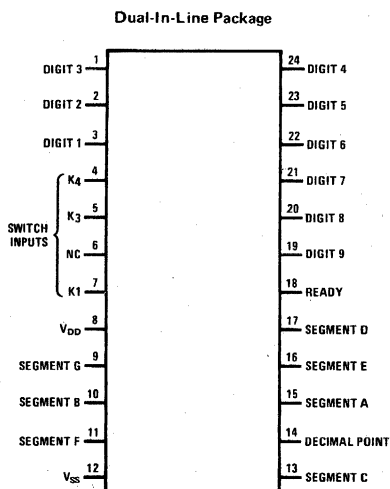 Dual-In-Line Package
DIGIT 3 1
DIGIT 2 2
DIGIT 1 3
K4 4
K3 5
SWITCH
INPUTS
NC 6
K1 7
VDD 8
SEGMENT G 9
SEGMENT B 10
SEGMENT F 11
VSS 12
24 DIGIT 4
23 DIGIT 5
22 DIGIT 6
21 DIGIT 7
20 DIGIT 8
19 DIGIT 9
18 READY
17 SEGMENT D
16 SEGMENT E
15 SEGMENT A
14 DECIMAL POINT
13 SEGMENT C